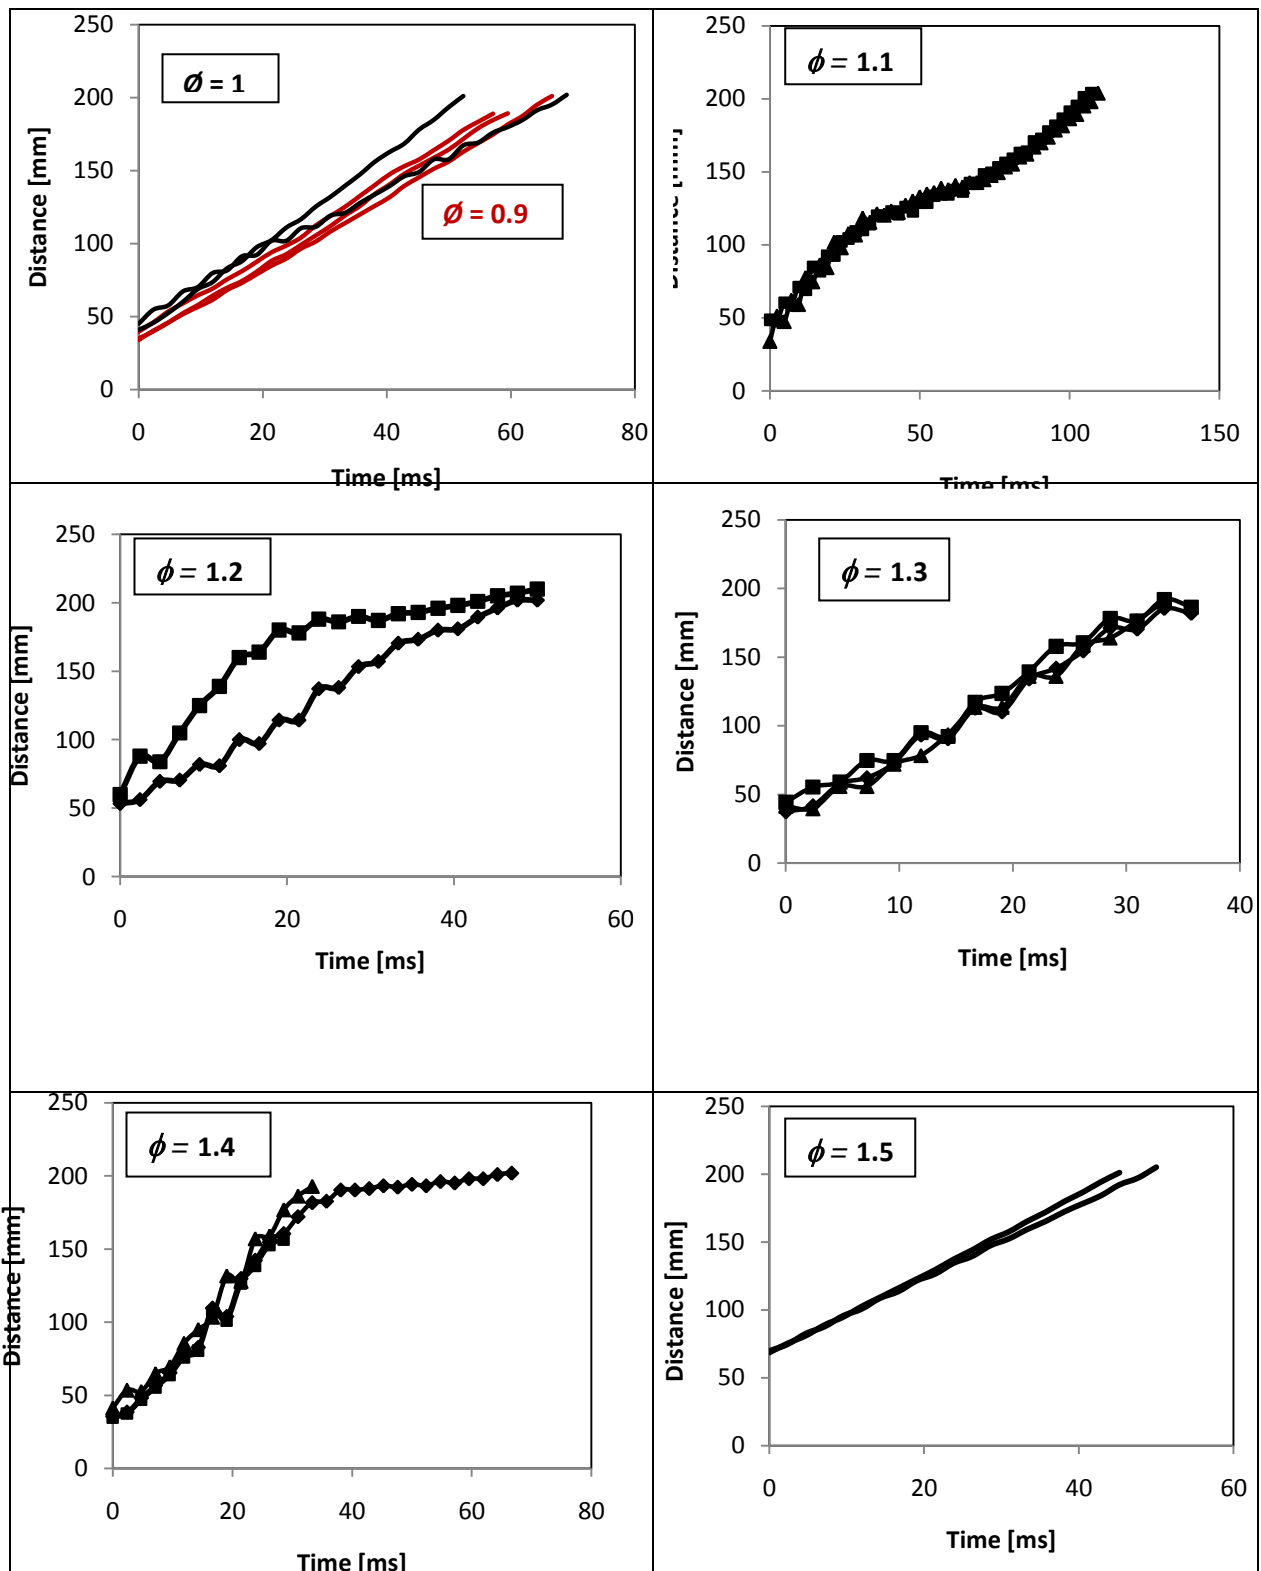 250
200
150
100
50
0
Distance [mm]
Ø = 1
Ø = 0.9
0 20 40 60 80
Time [ms]
250
200
150
100
50
0
Distance [mm]
ϕ = 1.1
0 50 100 150
Time [ms]
250
200
150
100
50
0
Distance [mm]
ϕ = 1.2
0 20 40 60
Time [ms]
250
200
150
100
50
0
Distance [mm]
ϕ = 1.3
0 10 20 30 40
Time [ms]
250
200
150
100
50
0
Distance [mm]
ϕ = 1.4
0 20 40 60 80
Time [ms]
250
200
150
100
50
0
Distance [mm]
ϕ = 1.5
0 20 40 60
Time [ms]